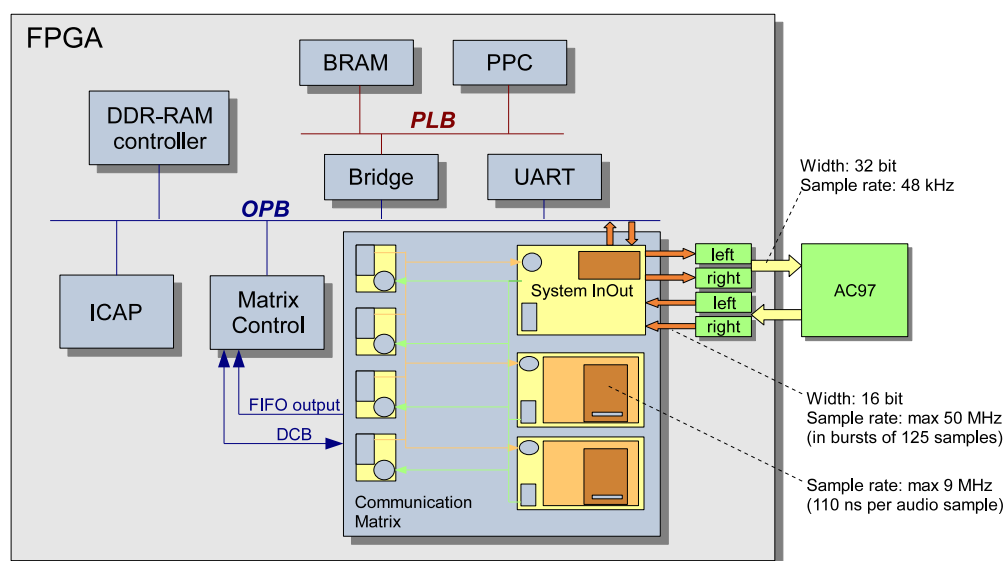 FPGA
BRAM
PPC
DDR-RAM
controller
PLB
Bridge
UART
Width: 32 bit
Sample rate: 48 kHz
OPB
ICAP
Matrix
Control
System InOut
left
right
left
right
AC97
FIFO output
DCB
Width: 16 bit
Sample rate: max 50 MHz
(in bursts of 125 samples)
Communication
Matrix
Sample rate: max 9 MHz
(110 ns per audio sample)